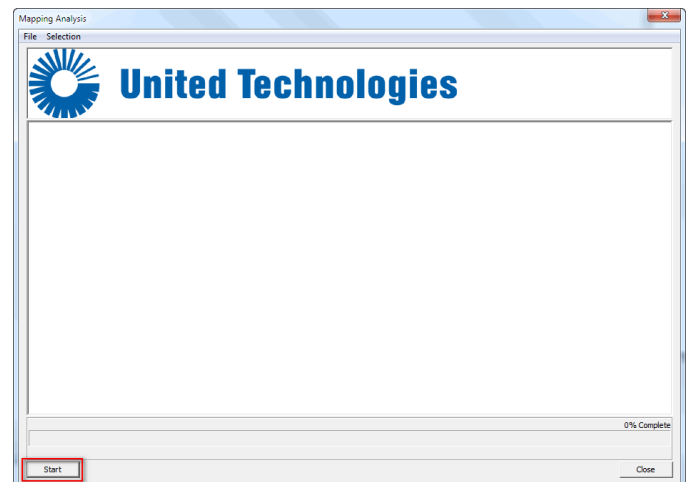 Mapping Analysis
File Selection
United Technologies
0% Complete
Start Close